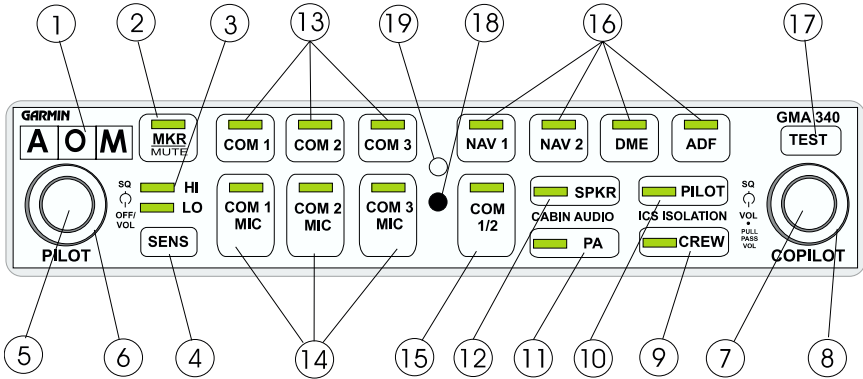 1 2 3 13 19 18 16 17
GARMIN
GMA 340
A O M
MKR
MUTE
COM 1 COM 2 COM 3
NAV 1 NAV 2 DME ADF
TEST
SQ
OFF/
VOL
HI
LO
SENS
PILOT
COM 1
MIC
COM 2
MIC
COM 3
MIC
COM
1/2
SPKR
CABIN AUDIO
PA
PILOT
ICS ISOLATION
CREW
SQ
VOL
PULL
PASS
VOL
COPILOT
5 6 4 14 15 12 11 10 9 7 8